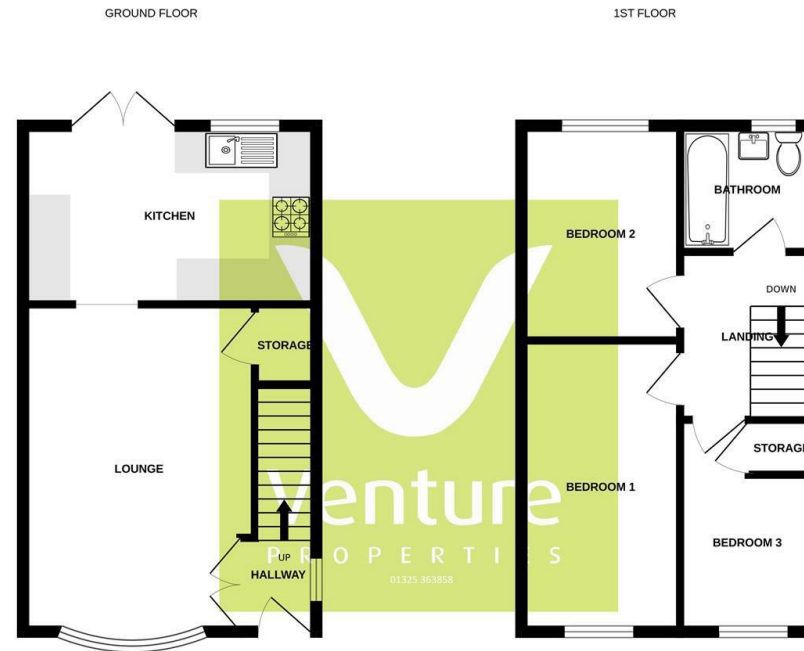 GROUND FLOOR
1ST FLOOR
KITCHEN
STORAGE
LOUNGE
UP
HALLWAY
BATHROOM
BEDROOM 2
DOWN
LANDING
STORAGE
BEDROOM 1
BEDROOM 3
Venture
PROPERTIES
01325 363858